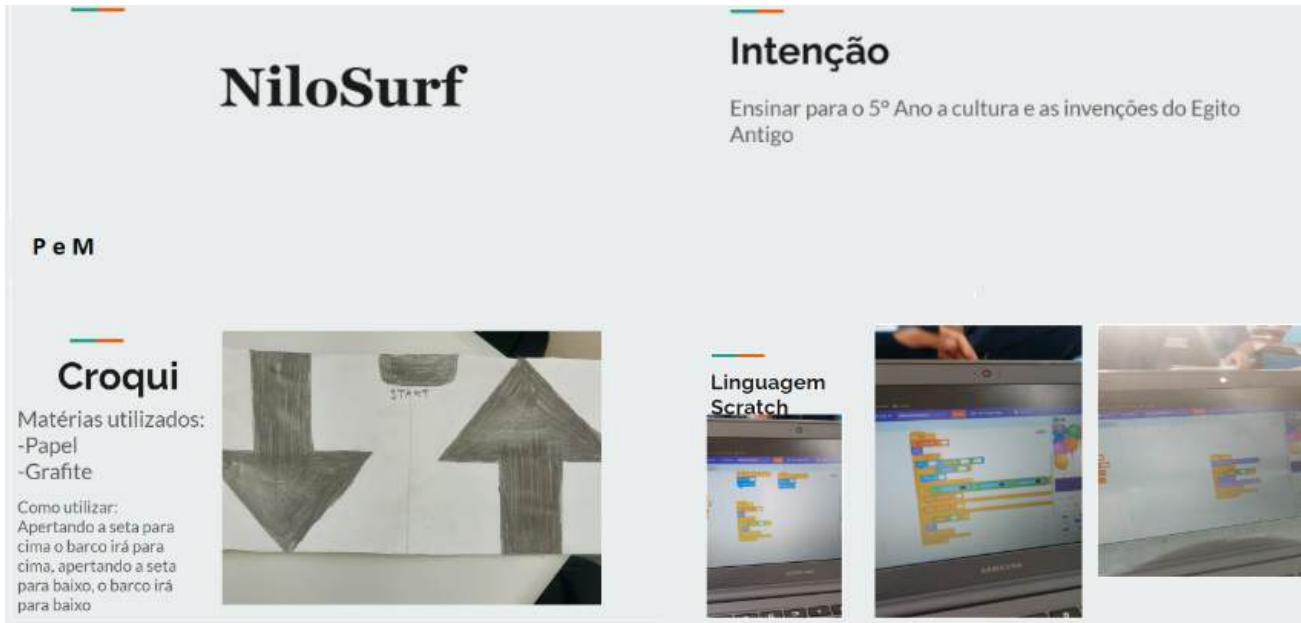 NiloSurf
P e M
Intenção
Ensinar para o 5º Ano a cultura e as invenções do Egito
Antigo
Croqui
Matérias utilizados:
-Papel
-Grafite
Como utilizar:
Apertando a seta para
cima o barco irá para
cima, apertando a seta
para baixo, o barco irá
para baixo
START
Linguagem
Scratch
SAMSUNG